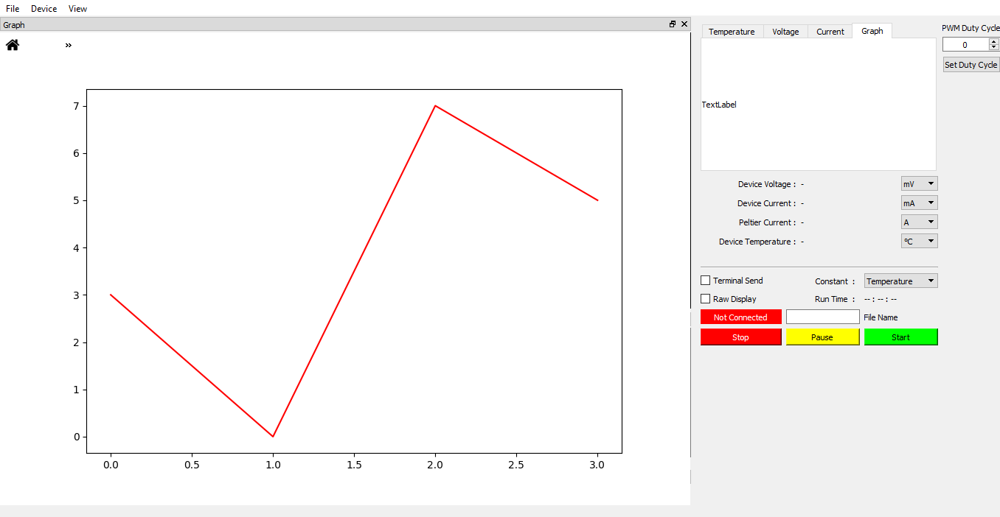 File Device View
Graph
»
7
6
5
4
3
2
1
0
0.0 0.5 1.0 1.5 2.0 2.5 3.0
Temperature Voltage Current Graph
TextLabel
Device Voltage : - mV
Device Current : - mA
Peltier Current : - A
Device Temperature : - ºC
Terminal Send Constant : Temperature
Raw Display Run Time : -- : -- : --
Not Connected File Name
Stop Pause Start
PWM Duty Cycle
0
Set Duty Cycle